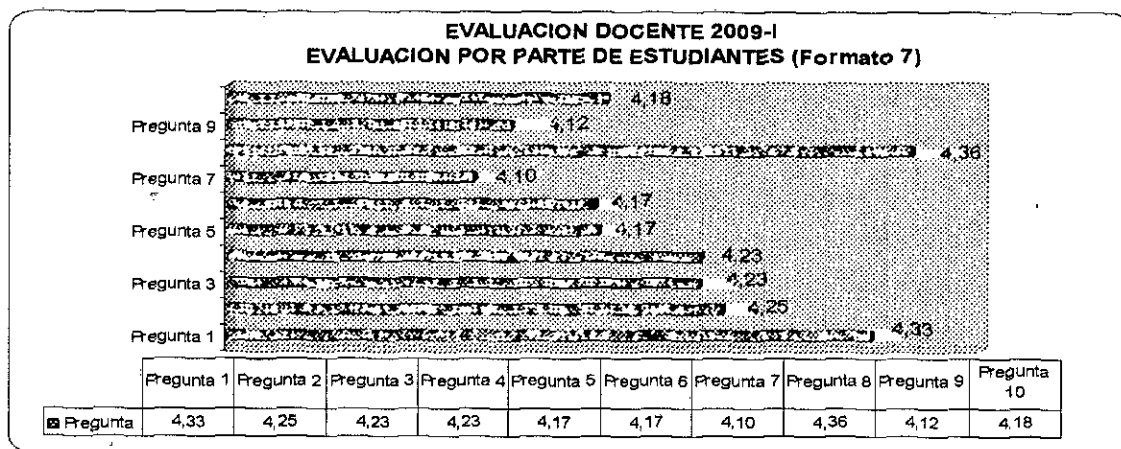 EVALUACION DOCENTE 2009-I
EVALUACION POR PARTE DE ESTUDIANTES (Formato 7)
4,18
Pregunta 9 4,12
4,36
Pregunta 7 4,10
4,17
Pregunta 5 4,17
4,23
Pregunta 3 4,23
4,25
Pregunta 1 4,33
Pregunta 1 Pregunta 2 Pregunta 3 Pregunta 4 Pregunta 5 Pregunta 6 Pregunta 7 Pregunta 8 Pregunta 9 Pregunta 10
Pregunta 4,33 4,25 4,23 4,23 4,17 4,17 4,10 4,36 4,12 4,18